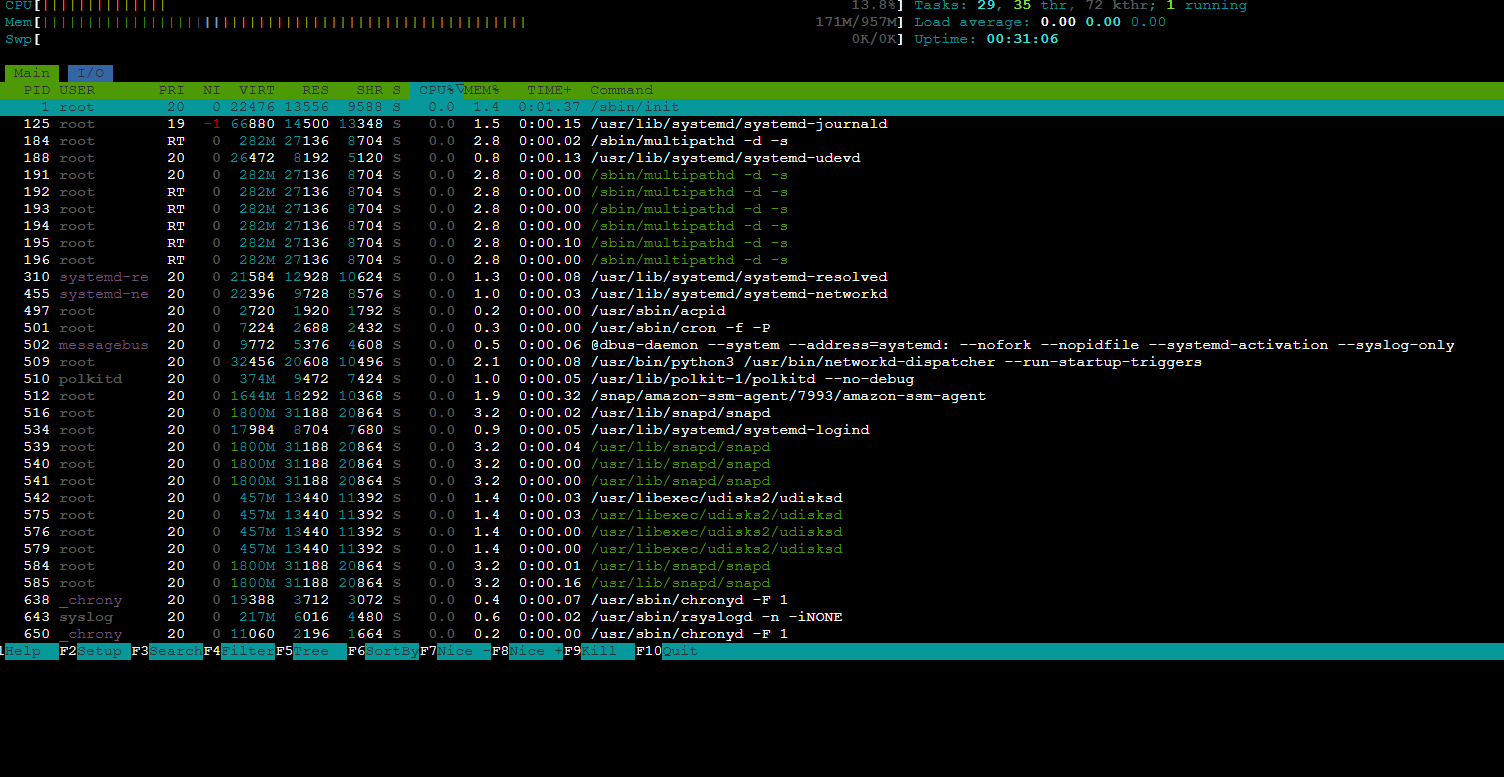 CPU[|||||||||||||| 13.8%] Tasks: 29, 35 thr, 72 kthr; 1 running
Mem[|||||||||||||||||||||||||||||||||||||||||||||||||||||| 171M/957M] Load average: 0.00 0.00 0.00
Swp[ 0K/0K] Uptime: 00:31:06
Main I/O
PID USER PRI NI VIRT RES SHR S CPU%▽MEM% TIME+ Command
1 root 20 0 22476 13556 9588 S 0.0 1.4 0:01.37 /sbin/init
125 root 19 -1 66880 14500 13348 S 0.0 1.5 0:00.15 /usr/lib/systemd/systemd-journald
184 root RT 0 282M 27136 8704 S 0.0 2.8 0:00.02 /sbin/multipathd -d -s
188 root 20 0 26472 8192 5120 S 0.0 0.8 0:00.13 /usr/lib/systemd/systemd-udevd
191 root 20 0 282M 27136 8704 S 0.0 2.8 0:00.00 /sbin/multipathd -d -s
192 root RT 0 282M 27136 8704 S 0.0 2.8 0:00.00 /sbin/multipathd -d -s
193 root RT 0 282M 27136 8704 S 0.0 2.8 0:00.00 /sbin/multipathd -d -s
194 root RT 0 282M 27136 8704 S 0.0 2.8 0:00.00 /sbin/multipathd -d -s
195 root RT 0 282M 27136 8704 S 0.0 2.8 0:00.10 /sbin/multipathd -d -s
196 root RT 0 282M 27136 8704 S 0.0 2.8 0:00.00 /sbin/multipathd -d -s
310 systemd-re 20 0 21584 12928 10624 S 0.0 1.3 0:00.08 /usr/lib/systemd/systemd-resolved
455 systemd-ne 20 0 22396 9728 8576 S 0.0 1.0 0:00.03 /usr/lib/systemd/systemd-networkd
497 root 20 0 2720 1920 1792 S 0.0 0.2 0:00.00 /usr/sbin/acpid
501 root 20 0 7224 2688 2432 S 0.0 0.3 0:00.00 /usr/sbin/cron -f -P
502 messagebus 20 0 9772 5376 4608 S 0.0 0.5 0:00.06 @dbus-daemon --system --address=systemd: --nofork --nopidfile --systemd-activation --syslog-only
509 root 20 0 32456 20608 10496 S 0.0 2.1 0:00.08 /usr/bin/python3 /usr/bin/networkd-dispatcher --run-startup-triggers
510 polkitd 20 0 374M 9472 7424 S 0.0 1.0 0:00.05 /usr/lib/polkit-1/polkitd --no-debug
512 root 20 0 1644M 18292 10368 S 0.0 1.9 0:00.32 /snap/amazon-ssm-agent/7993/amazon-ssm-agent
516 root 20 0 1800M 31188 20864 S 0.0 3.2 0:00.02 /usr/lib/snapd/snapd
534 root 20 0 17984 8704 7680 S 0.0 0.9 0:00.05 /usr/lib/systemd/systemd-logind
539 root 20 0 1800M 31188 20864 S 0.0 3.2 0:00.04 /usr/lib/snapd/snapd
540 root 20 0 1800M 31188 20864 S 0.0 3.2 0:00.00 /usr/lib/snapd/snapd
541 root 20 0 1800M 31188 20864 S 0.0 3.2 0:00.00 /usr/lib/snapd/snapd
542 root 20 0 457M 13440 11392 S 0.0 1.4 0:00.03 /usr/libexec/udisks2/udisksd
575 root 20 0 457M 13440 11392 S 0.0 1.4 0:00.03 /usr/libexec/udisks2/udisksd
576 root 20 0 457M 13440 11392 S 0.0 1.4 0:00.00 /usr/libexec/udisks2/udisksd
579 root 20 0 457M 13440 11392 S 0.0 1.4 0:00.00 /usr/libexec/udisks2/udisksd
584 root 20 0 1800M 31188 20864 S 0.0 3.2 0:00.01 /usr/lib/snapd/snapd
585 root 20 0 1800M 31188 20864 S 0.0 3.2 0:00.16 /usr/lib/snapd/snapd
638 _chrony 20 0 19388 3712 3072 S 0.0 0.4 0:00.07 /usr/sbin/chronyd -F 1
643 syslog 20 0 217M 6016 4480 S 0.0 0.6 0:00.02 /usr/sbin/rsyslogd -n -iNONE
650 _chrony 20 0 11060 2196 1664 S 0.0 0.2 0:00.00 /usr/sbin/chronyd -F 1
1Help F2Setup F3SearchF4FilterF5Tree F6SortByF7Nice -F8Nice +F9Kill F10Quit